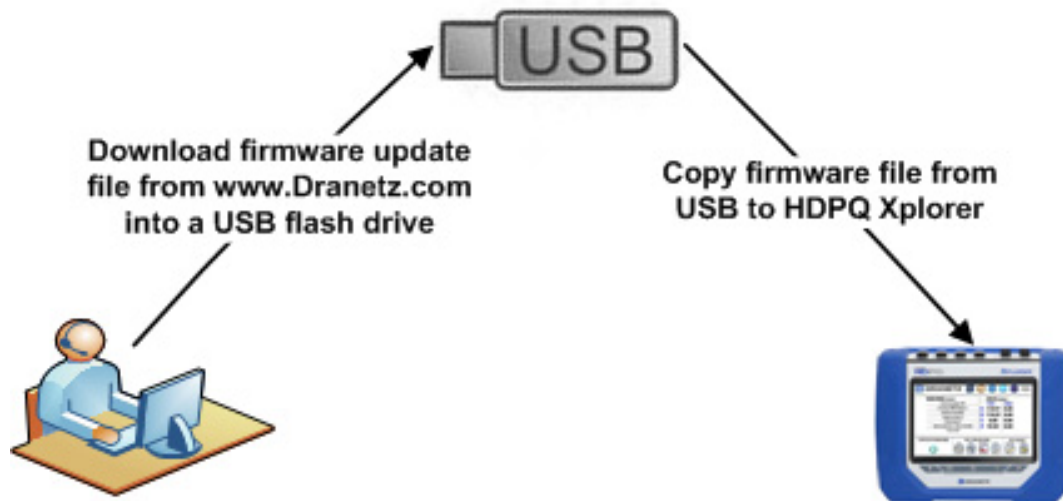 USB
Download firmware update
file from www.Dranetz.com
into a USB flash drive
Copy firmware file from
USB to HDPQ Xplorer